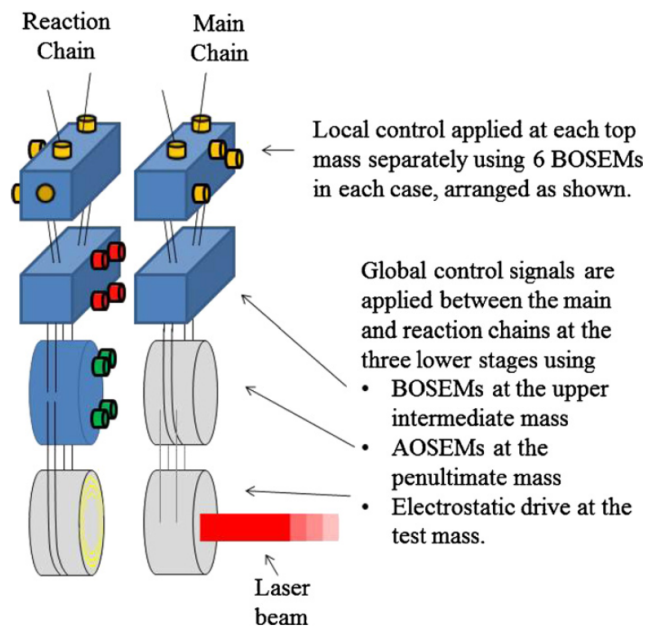 Reaction
Chain
Main
Chain
Local control applied at each top
mass separately using 6 BOSEMs
in each case, arranged as shown.
Global control signals are
applied between the main
and reaction chains at the
three lower stages using
• BOSEMs at the upper
intermediate mass
• AOSEMs at the
penultimate mass
• Electrostatic drive at the
test mass.
Laser
beam